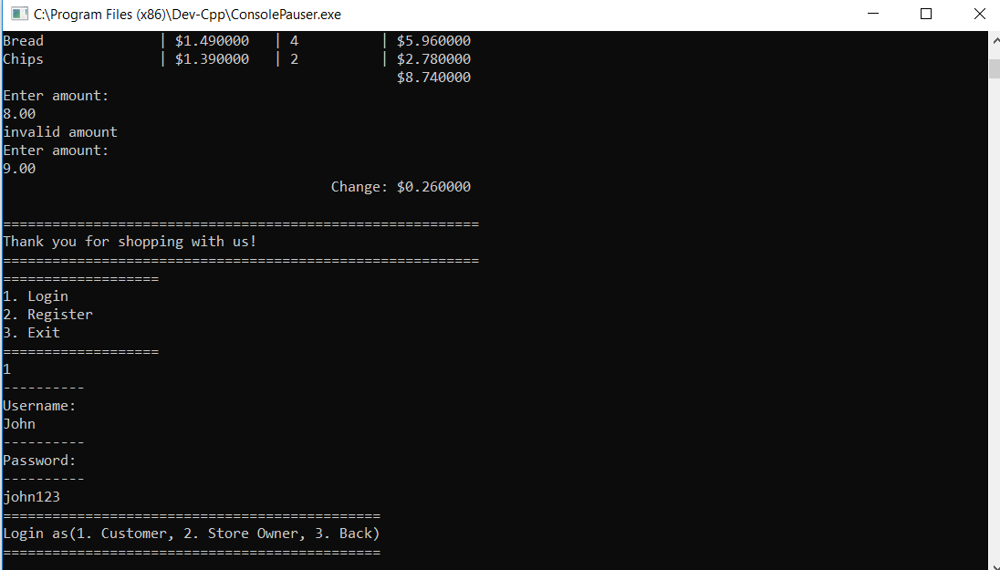 C:\Program Files (x86)\Dev-Cpp\ConsolePauser.exe
Bread              | $1.490000   | 4          | $5.960000
Chips              | $1.390000   | 2          | $2.780000
                                                $8.740000
Enter amount:
8.00
invalid amount
Enter amount:
9.00
                                        Change: $0.260000
==========================================================
Thank you for shopping with us!
==========================================================
===================
1. Login
2. Register
3. Exit
===================
1
----------
Username:
John
----------
Password:
----------
john123
==============================================
Login as(1. Customer, 2. Store Owner, 3. Back)
==============================================